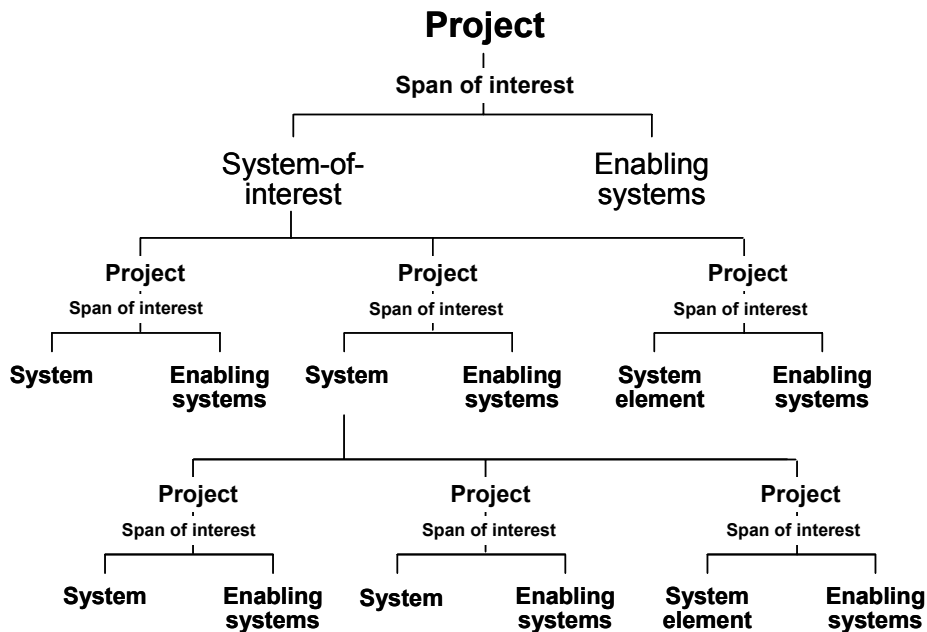 Project
Span of interest
System-of-
interest
Enabling
systems
Project
Project
Project
Span of interest
Span of interest
Span of interest
System
Enabling
systems
System
Enabling
systems
System
element
Enabling
systems
Project
Project
Project
Span of interest
Span of interest
Span of interest
System
Enabling
systems
System
Enabling
systems
System
element
Enabling
systems